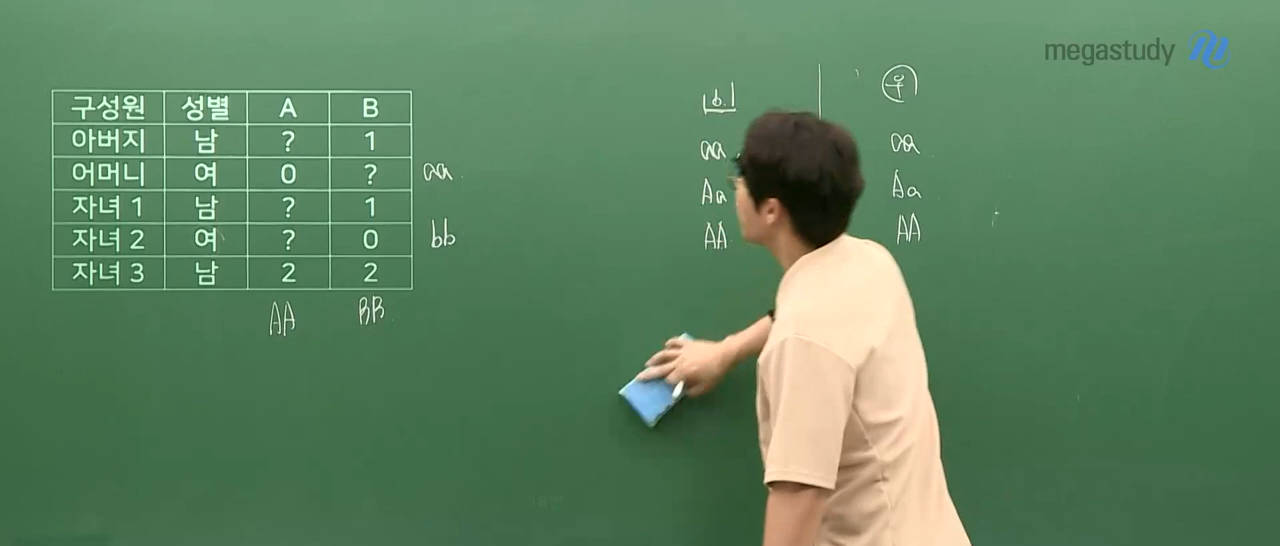 megastudy
구성원 성별 A B
아버지 남 ? 1
어머니 여 0 ? aa
자녀 1 남 ? 1
자녀 2 여 ? 0 bb
자녀 3 남 2 2
AA BB
우
aa aa
Aa Aa
AA AA